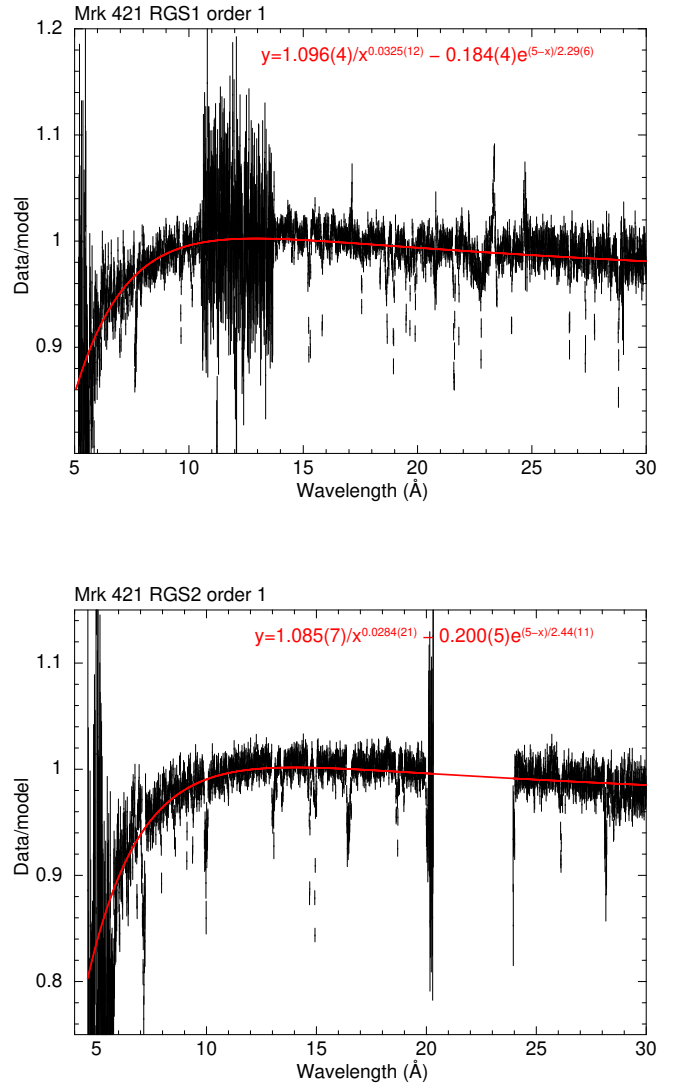 Mrk 421 RGS1 order 1
y=1.096(4)/x^0.0325(12) − 0.184(4)e^(5−x)/2.29(6)
1.2
1.1
1
0.9
Data/model
5 10 15 20 25 30
Wavelength (Å)
Mrk 421 RGS2 order 1
y=1.085(7)/x^0.0284(21) − 0.200(5)e^(5−x)/2.44(11)
1.1
1
0.9
0.8
Data/model
5 10 15 20 25 30
Wavelength (Å)